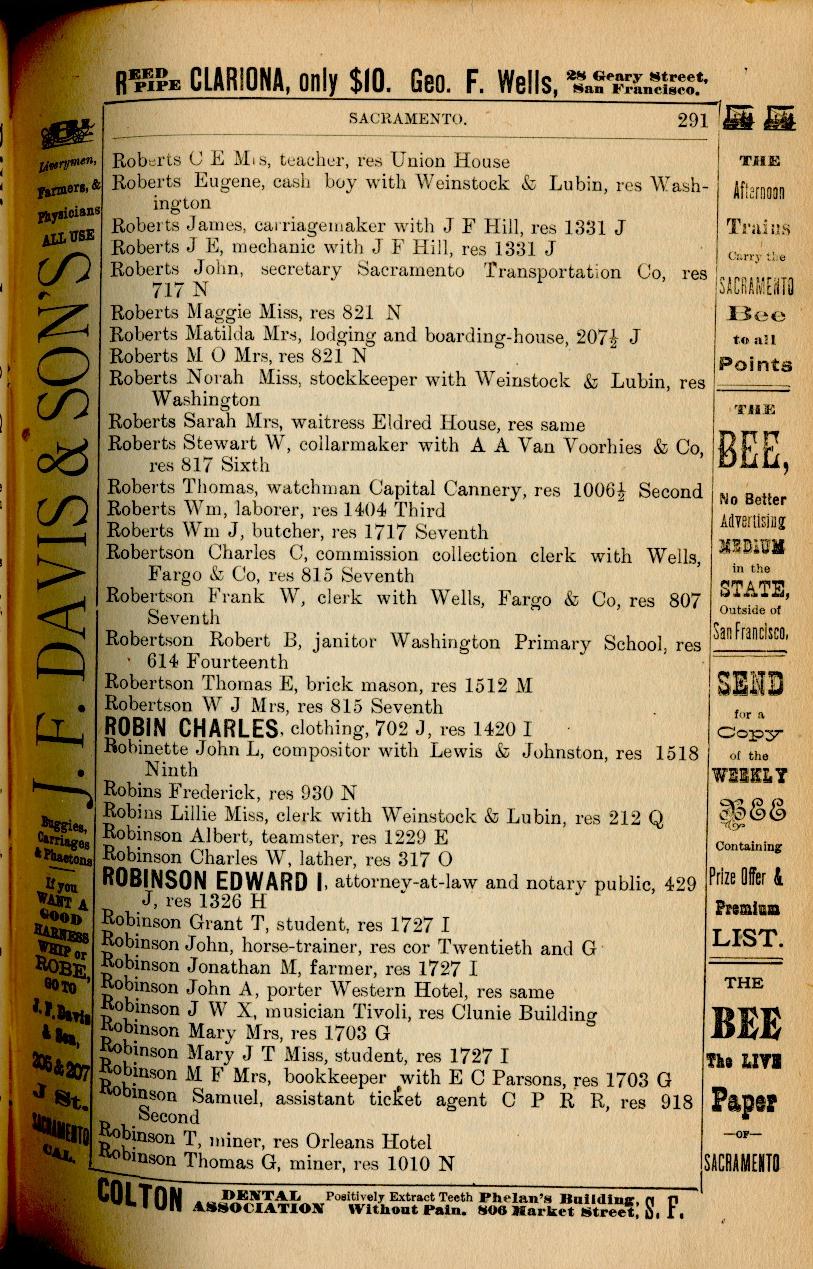 REED PIPE CLARIONA, only $10. Geo. F. Wells, 28 Geary Street, San Francisco.
SACRAMENTO. 291
Roberts C E Mrs, teacher, res Union House
Roberts Eugene, cash boy with Weinstock & Lubin, res Wash-
ington
Roberts James, carriagemaker with J F Hill, res 1331 J
Roberts J E, mechanic with J F Hill, res 1331 J
Roberts John, secretary Sacramento Transportation Co, res
717 N
Roberts Maggie Miss, res 821 N
Roberts Matilda Mrs, lodging and boarding-house, 207½ J
Roberts M O Mrs, res 821 N
Roberts Norah Miss, stockkeeper with Weinstock & Lubin, res
Washington
Roberts Sarah Mrs, waitress Eldred House, res same
Roberts Stewart W, collarmaker with A A Van Voorhies & Co,
res 817 Sixth
Roberts Thomas, watchman Capital Cannery, res 1006½ Second
Roberts Wm, laborer, res 1404 Third
Roberts Wm J, butcher, res 1717 Seventh
Robertson Charles C, commission collection clerk with Wells,
Fargo & Co, res 815 Seventh
Robertson Frank W, clerk with Wells, Fargo & Co, res 807
Seventh
Robertson Robert B, janitor Washington Primary School, res
614 Fourteenth
Robertson Thomas E, brick mason, res 1512 M
Robertson W J Mrs, res 815 Seventh
ROBIN CHARLES, clothing, 702 J, res 1420 I
Robinette John L, compositor with Lewis & Johnston, res 1518
Ninth
Robins Frederick, res 930 N
Robins Lillie Miss, clerk with Weinstock & Lubin, res 212 Q
Robinson Albert, teamster, res 1229 E
Robinson Charles W, lather, res 317 O
ROBINSON EDWARD I, attorney-at-law and notary public, 429
J, res 1326 H
Robinson Grant T, student, res 1727 I
Robinson John, horse-trainer, res cor Twentieth and G
Robinson Jonathan M, farmer, res 1727 I
Robinson John A, porter Western Hotel, res same
Robinson J W X, musician Tivoli, res Clunie Building
Robinson Mary Mrs, res 1703 G
Robinson Mary J T Miss, student, res 1727 I
Robinson M F Mrs, bookkeeper with E C Parsons, res 1703 G
Robinson Samuel, assistant ticket agent C P R R, res 918
Second
Robinson T, miner, res Orleans Hotel
Robinson Thomas G, miner, res 1010 N
Liverymen,
Farmers, &
Physicians
ALL USE
J. F. DAVIS & SON'S
Buggies,
Carriages
& Phaetons
If you
WANT A
GOOD
HARNESS
WHIP or
ROBE,
GO TO
J. F. Davis
& Son,
205 & 207
J St.
SACRAMENTO
CAL.
THE
Afternoon
Trains
Carry the
SACRAMENTO
Bee
to all
Points
THE
BEE,
No Better
Advertising
MEDIUM
in the
STATE,
Outside of
San Francisco,
SEND
for a
Copy
of the
WEEKLY
BEE
Containing
Prize Offer &
Premium
LIST.
THE
BEE
The LIVE
Paper
—OF—
SACRAMENTO
COLTON DENTAL ASSOCIATION Positively Extract Teeth Without Pain. Phelan's Building, 806 Market Street, S. F.